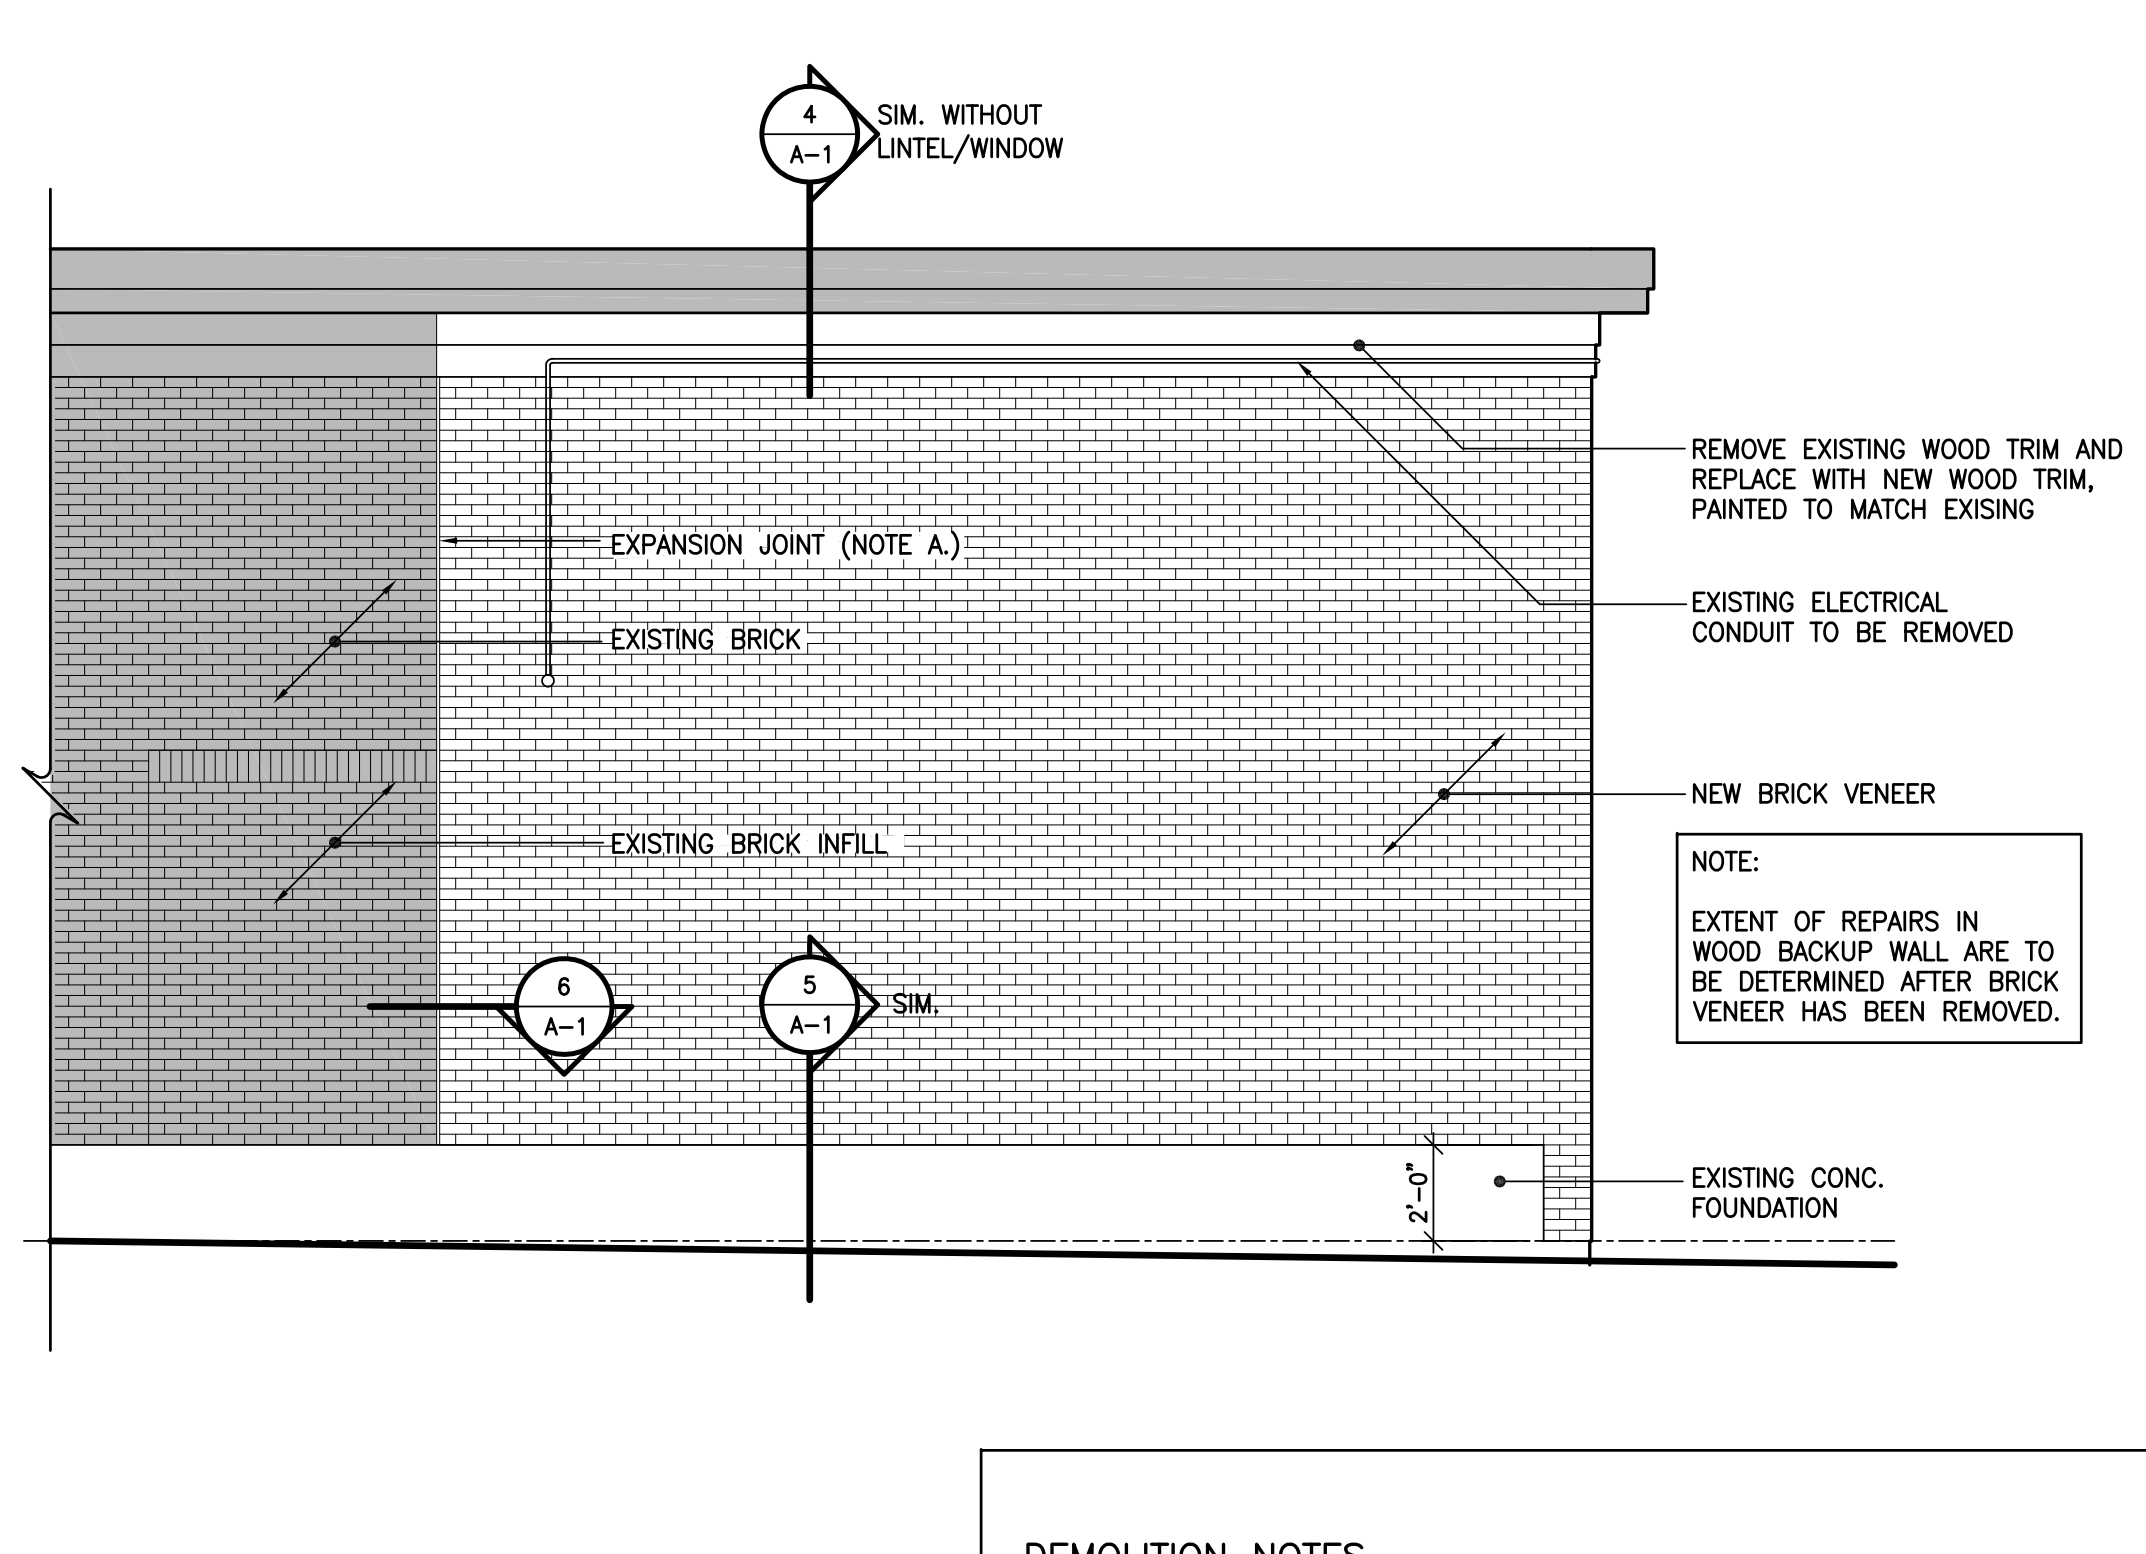 4
A-1
SIM. WITHOUT
LINTEL/WINDOW
REMOVE EXISTING WOOD TRIM AND
REPLACE WITH NEW WOOD TRIM,
PAINTED TO MATCH EXISING
EXPANSION JOINT (NOTE A.)
EXISTING ELECTRICAL
CONDUIT TO BE REMOVED
EXISTING BRICK
NEW BRICK VENEER
EXISTING BRICK INFILL
NOTE:
EXTENT OF REPAIRS IN
WOOD BACKUP WALL ARE TO
BE DETERMINED AFTER BRICK
VENEER HAS BEEN REMOVED.
6
A-1
5
A-1
SIM.
2'-0"
EXISTING CONC.
FOUNDATION
DEMOLITION NOTES